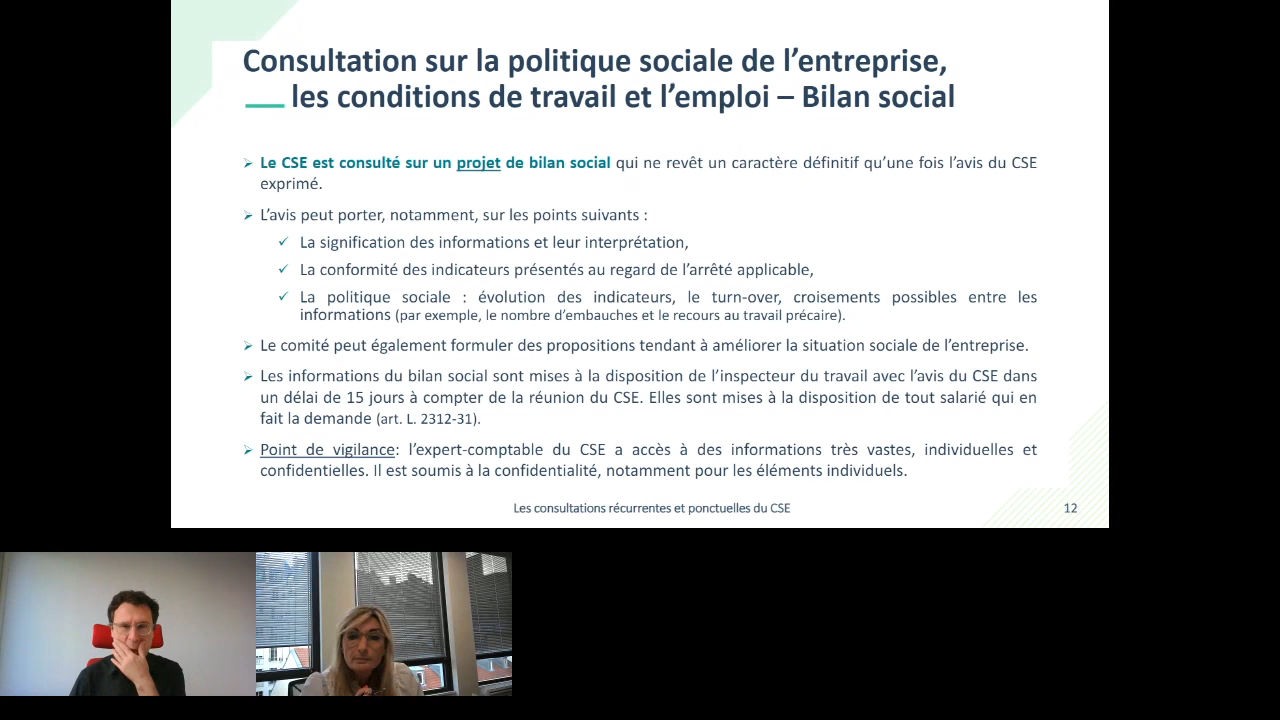 Consultation sur la politique sociale de l’entreprise,
les conditions de travail et l’emploi – Bilan social
➢ Le CSE est consulté sur un projet de bilan social qui ne revêt un caractère définitif qu’une fois l’avis du CSE
exprimé.
➢ L’avis peut porter, notamment, sur les points suivants :
✓ La signification des informations et leur interprétation,
✓ La conformité des indicateurs présentés au regard de l’arrêté applicable,
✓ La politique sociale : évolution des indicateurs, le turn-over, croisements possibles entre les
informations (par exemple, le nombre d’embauches et le recours au travail précaire).
➢ Le comité peut également formuler des propositions tendant à améliorer la situation sociale de l’entreprise.
➢ Les informations du bilan social sont mises à la disposition de l’inspecteur du travail avec l’avis du CSE dans
un délai de 15 jours à compter de la réunion du CSE. Elles sont mises à la disposition de tout salarié qui en
fait la demande (art. L. 2312-31).
➢ Point de vigilance: l’expert-comptable du CSE a accès à des informations très vastes, individuelles et
confidentielles. Il est soumis à la confidentialité, notamment pour les éléments individuels.
Les consultations récurrentes et ponctuelles du CSE
12